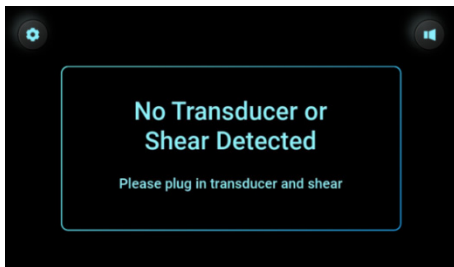 No Transducer or
Shear Detected
Please plug in transducer and shear